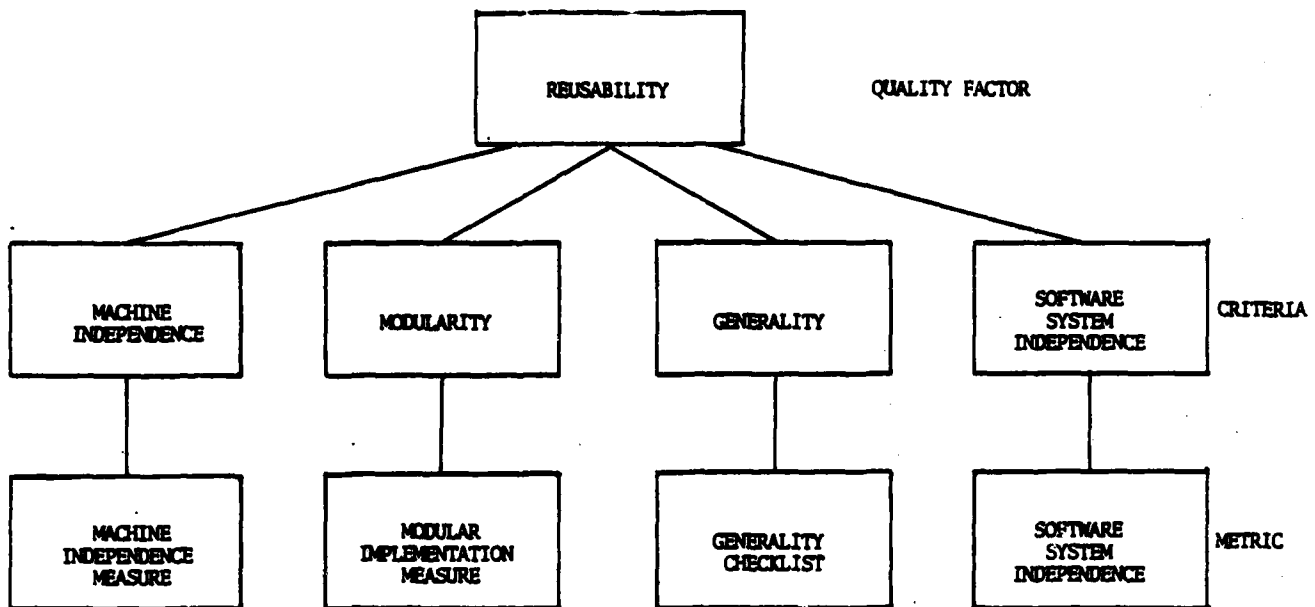 REUSABILITY
QUALITY FACTOR
MACHINE
INDEPENDENCE
MODULARITY
GENERALITY
SOFTWARE
SYSTEM
INDEPENDENCE
CRITERIA
MACHINE
INDEPENDENCE
MEASURE
MODULAR
IMPLEMENTATION
MEASURE
GENERALITY
CHECKLIST
SOFTWARE
SYSTEM
INDEPENDENCE
METRIC